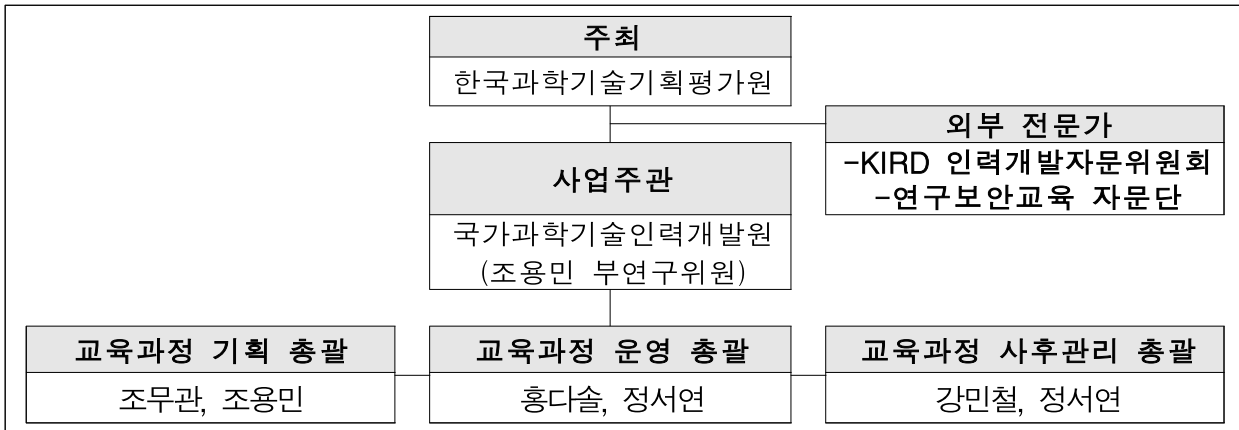 주최
한국과학기술기획평가원
외부 전문가
-KIRD 인력개발자문위원회
-연구보안교육 자문단
사업주관
국가과학기술인력개발원
(조용민 부연구위원)
교육과정 기획 총괄
조무관, 조용민
교육과정 운영 총괄
홍다솔, 정서연
교육과정 사후관리 총괄
강민철, 정서연